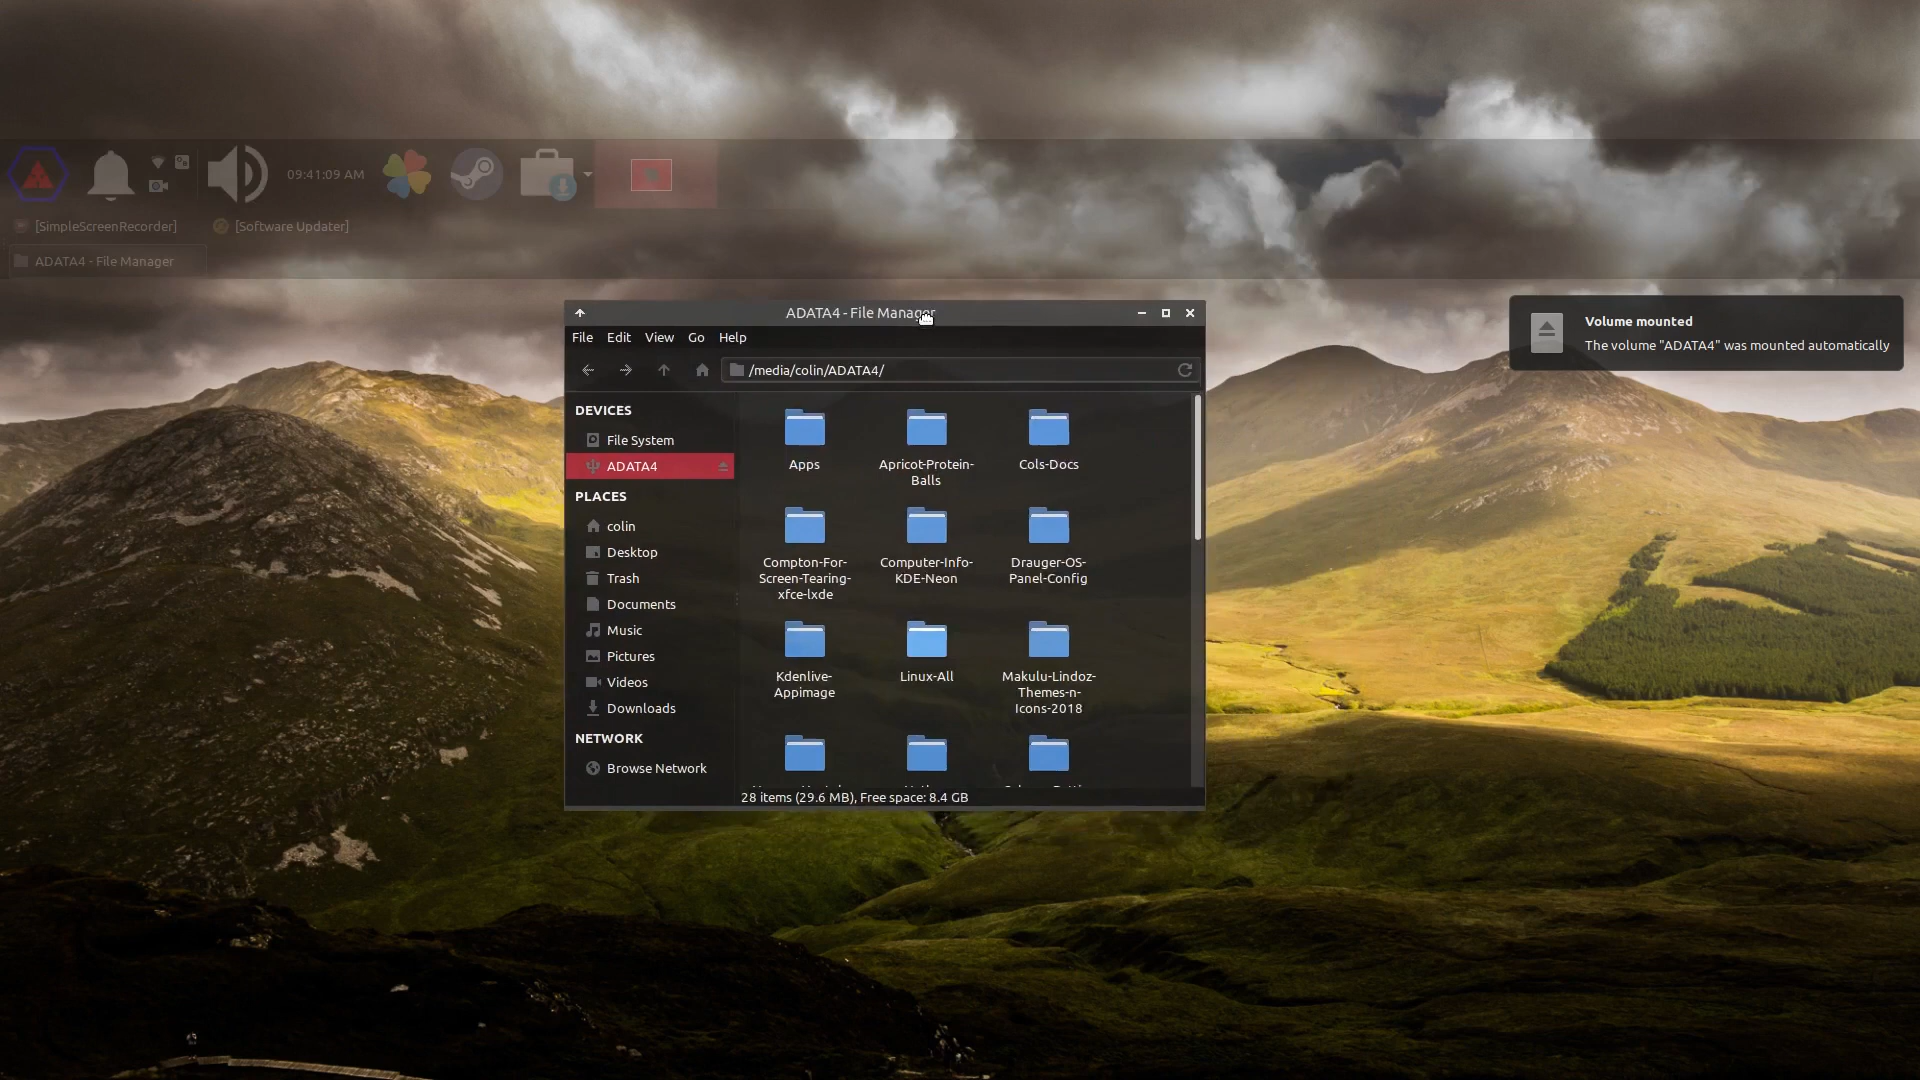 09:41:09 AM
[SimpleScreenRecorder]
[Software Updater]
ADATA4 - File Manager
ADATA4 - File Manager
File Edit View Go Help
/media/colin/ADATA4/
DEVICES
File System
ADATA4
PLACES
colin
Desktop
Trash
Documents
Music
Pictures
Videos
Downloads
NETWORK
Browse Network
Apps
Apricot-Protein-
Balls
Cols-Docs
Compton-For-
Screen-Tearing-
xfce-lxde
Computer-Info-
KDE-Neon
Drauger-OS-
Panel-Config
Kdenlive-
Appimage
Linux-All
Makulu-Lindoz-
Themes-n-
Icons-2018
28 items (29.6 MB), Free space: 8.4 GB
Volume mounted
The volume "ADATA4" was mounted automatically